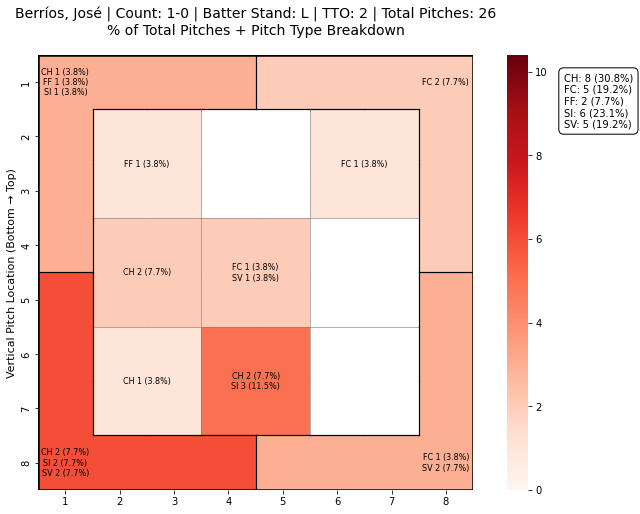 Berríos, José | Count: 1-0 | Batter Stand: L | TTO: 2 | Total Pitches: 26
% of Total Pitches + Pitch Type Breakdown
CH 1 (3.8%)
FF 1 (3.8%)
SI 1 (3.8%)
FC 2 (7.7%)
FF 1 (3.8%)
FC 1 (3.8%)
CH 2 (7.7%)
FC 1 (3.8%)
SV 1 (3.8%)
CH 1 (3.8%)
CH 2 (7.7%)
SI 3 (11.5%)
CH 2 (7.7%)
SI 2 (7.7%)
SV 2 (7.7%)
FC 1 (3.8%)
SV 2 (7.7%)
Vertical Pitch Location (Bottom → Top)
1
2
3
4
5
6
7
8
1 2 3 4 5 6 7 8
10
8
6
4
2
0
CH: 8 (30.8%)
FC: 5 (19.2%)
FF: 2 (7.7%)
SI: 6 (23.1%)
SV: 5 (19.2%)